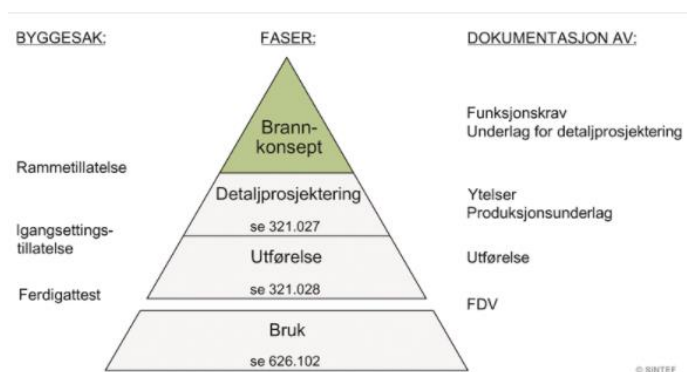 BYGGESAK:
FASER:
DOKUMENTASJON AV:
Brann-
konsept
Funksjonskrav
Underlag for detaljprosjektering
Rammetillatelse
Detaljprosjektering
se 321.027
Ytelser
Produksjonsunderlag
Igangsettings-
tillatelse
Utførelse
se 321.028
Utførelse
Ferdigattest
FDV
Bruk
se 626.102
© SINTEF